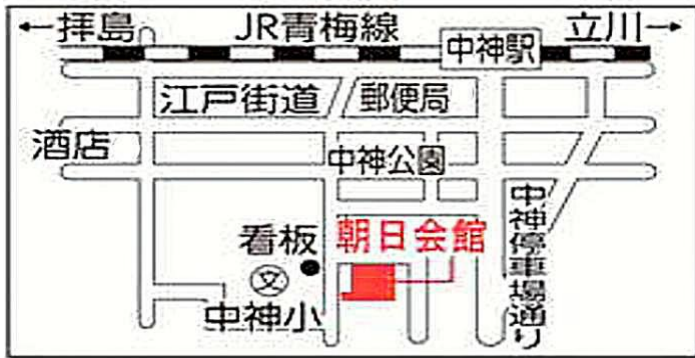 ←拝島
JR青梅線
中神駅
立川→
江戸街道
郵便局
酒店
中神公園
中神停車場通り
看板
朝日会館
文
中神小